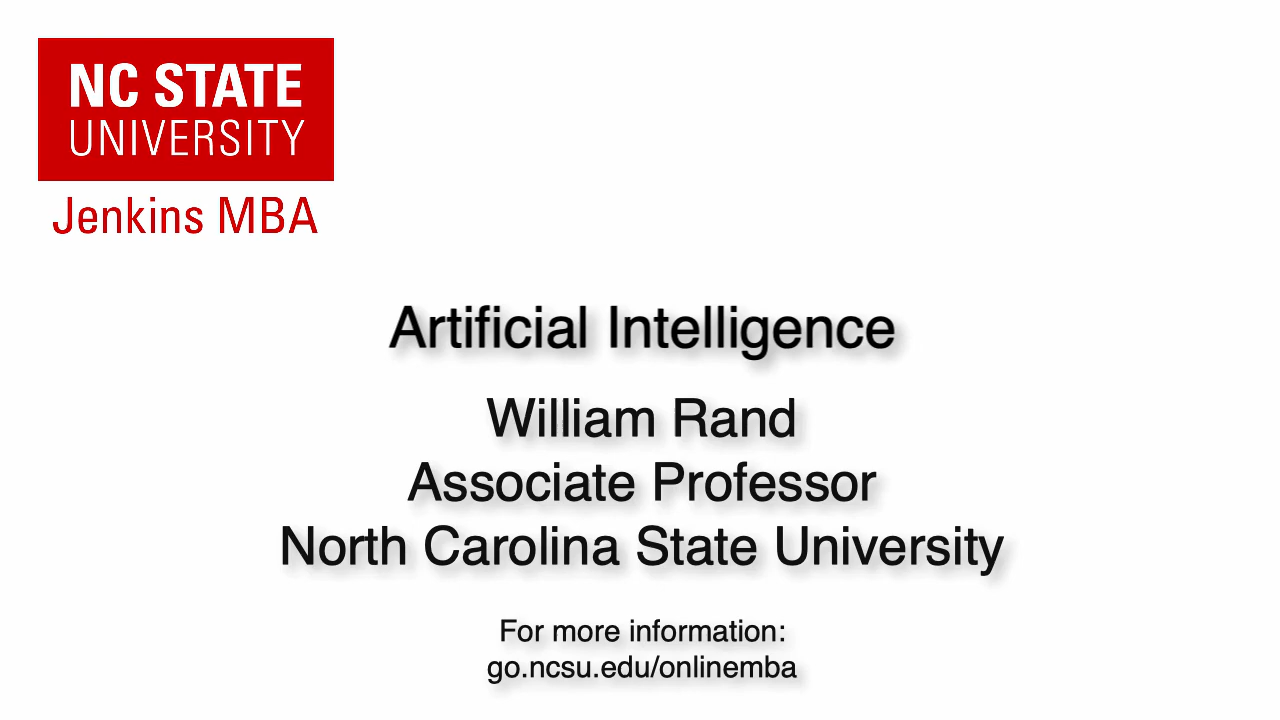 NC STATE
UNIVERSITY
Jenkins MBA
Artificial Intelligence
William Rand
Associate Professor
North Carolina State University
For more information:
go.ncsu.edu/onlinemba